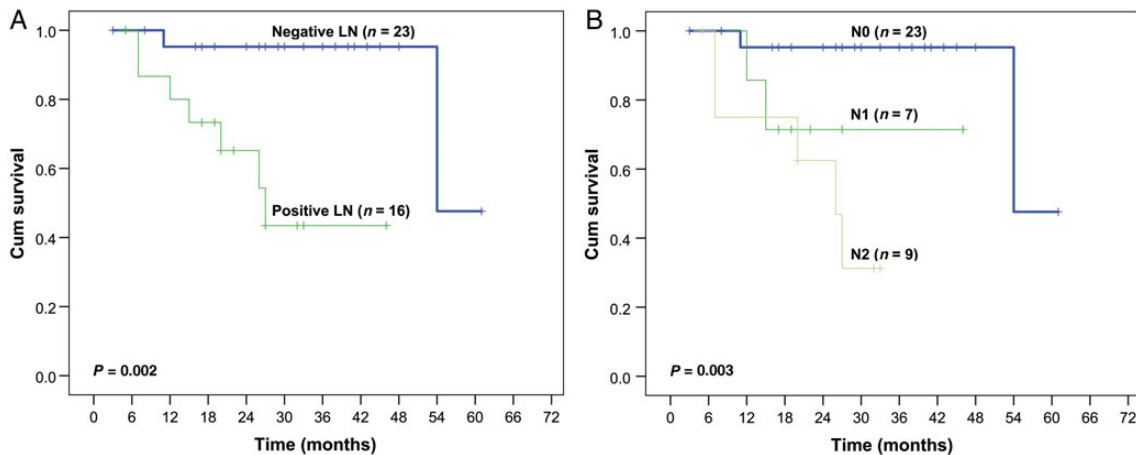 A
Cum survival
1.0
0.8
0.6
0.4
0.2
0.0
Negative LN (n = 23)
Positive LN (n = 16)
P = 0.002
0 6 12 18 24 30 36 42 48 54 60 66 72
Time (months)
B
Cum survival
1.0
0.8
0.6
0.4
0.2
0.0
N0 (n = 23)
N1 (n = 7)
N2 (n = 9)
P = 0.003
0 6 12 18 24 30 36 42 48 54 60 66 72
Time (months)